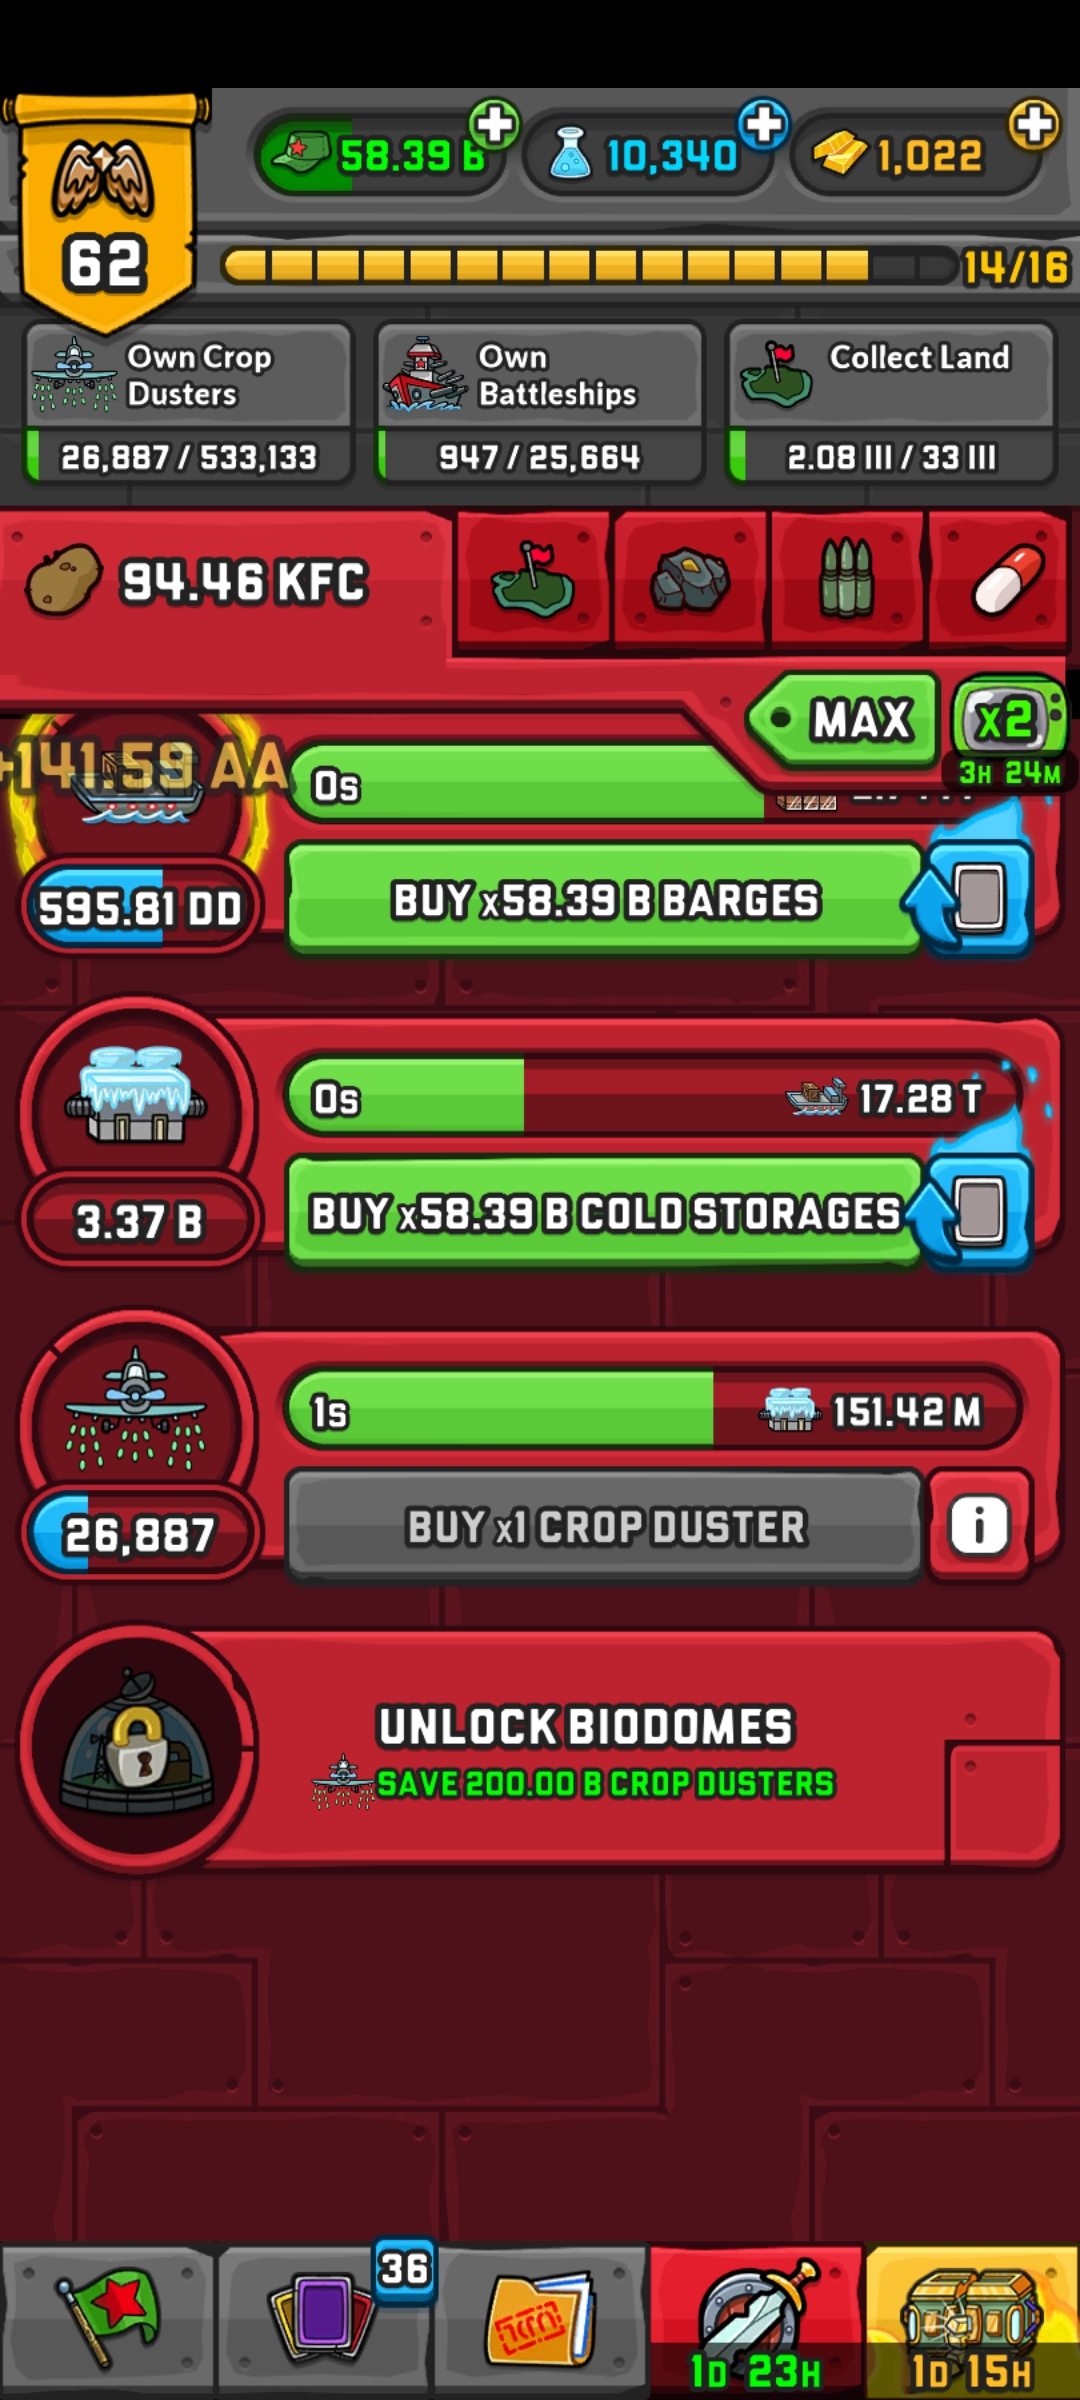 58.39 B
10,340
1,022
62
14/16
Own Crop
Dusters
26,887 / 533,133
Own
Battleships
947 / 25,664
Collect Land
2.08 III / 33 III
94.46 KFC
MAX
x2
3H 24M
+141.59 AA
0s
595.81 DD
BUY x58.39 B BARGES
0s
17.28 T
3.37 B
BUY x58.39 B COLD STORAGES
1s
151.42 M
26,887
BUY x1 CROP DUSTER
i
UNLOCK BIODOMES
SAVE 200.00 B CROP DUSTERS
36
1D 23H
1D 15H